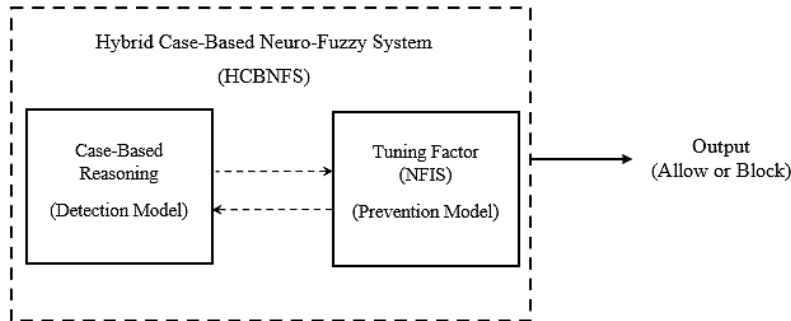 Hybrid Case-Based Neuro-Fuzzy System
(HCBNFS)
Case-Based
Reasoning
(Detection Model)
Tuning Factor
(NFIS)
(Prevention Model)
Output
(Allow or Block)